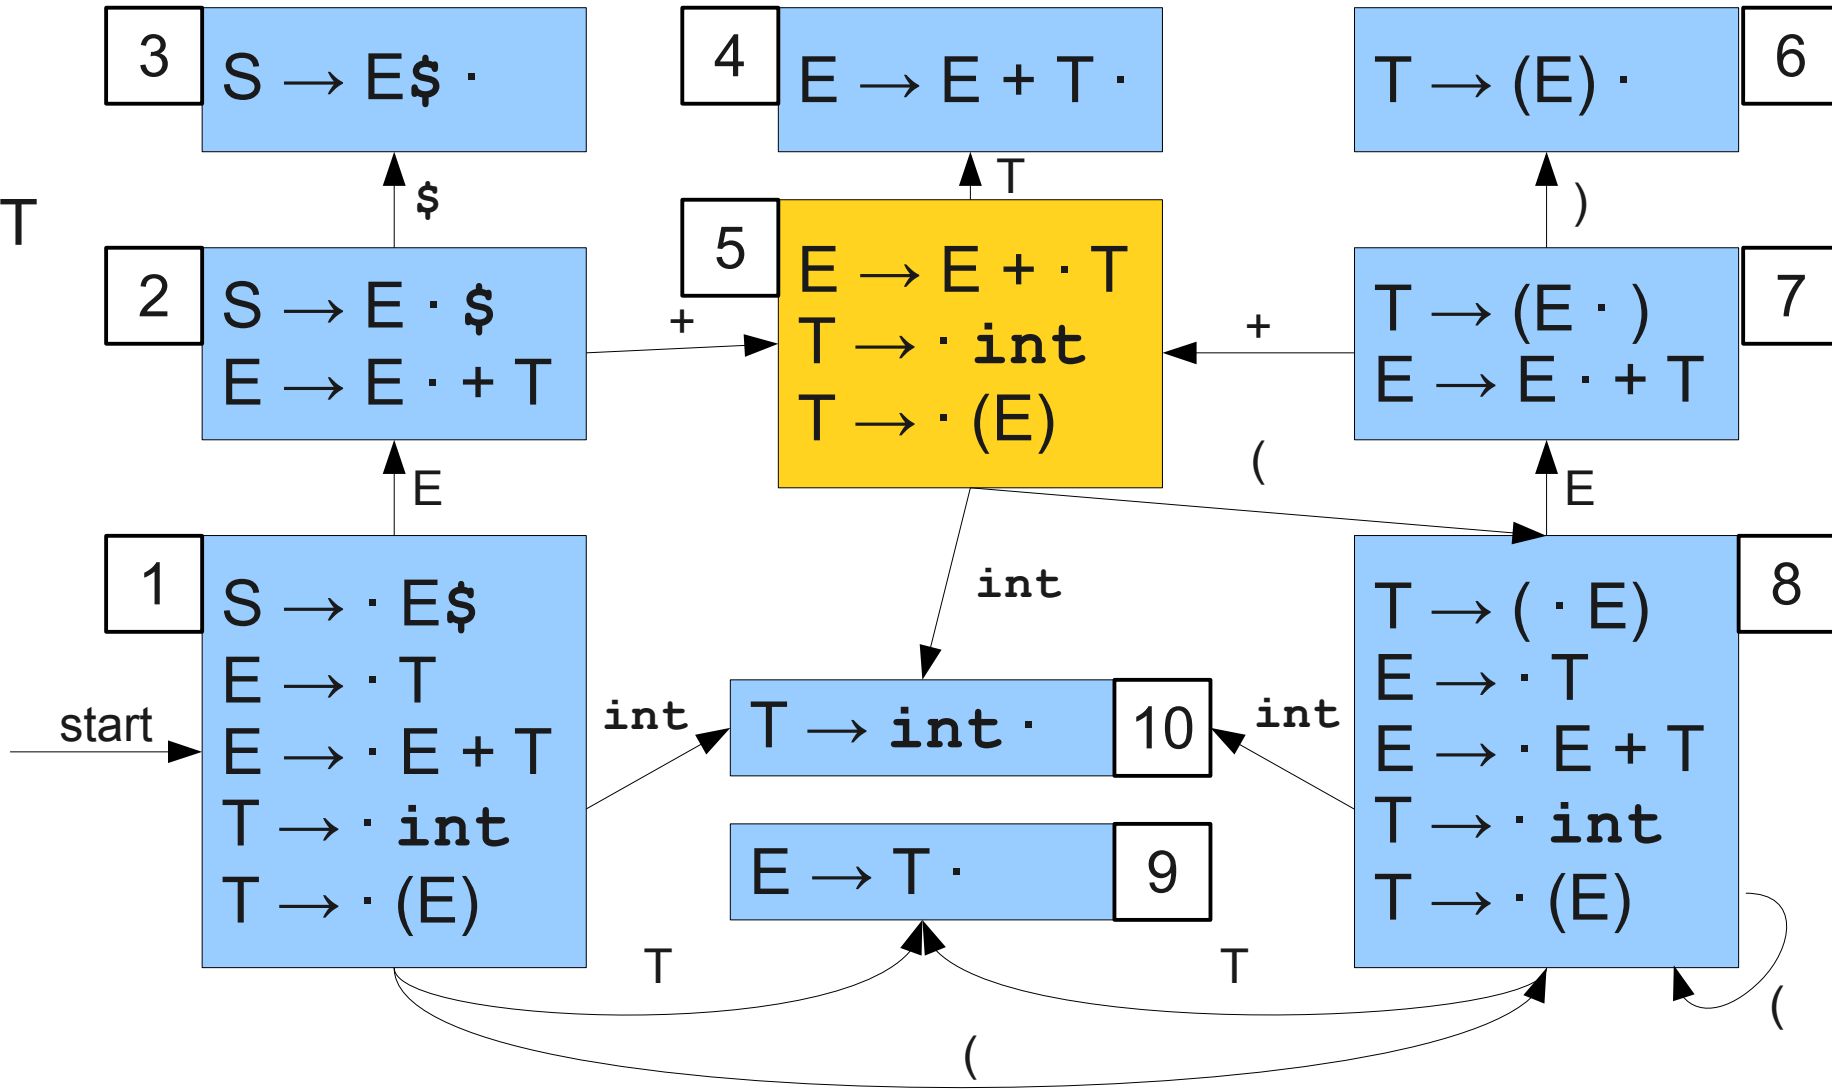 3
S → E$ ·
4
E → E + T ·
6
T → (E) ·
$
T
)
T
2
S → E · $
E → E · + T
+
5
E → E + · T
T → · int
T → · (E)
+
7
T → (E · )
E → E · + T
E
(
E
1
S → · E$
E → · T
E → · E + T
T → · int
T → · (E)
start
int
int
T → int ·
10
int
8
T → ( · E)
E → · T
E → · E + T
T → · int
T → · (E)
E → T ·
9
T
T
(
(